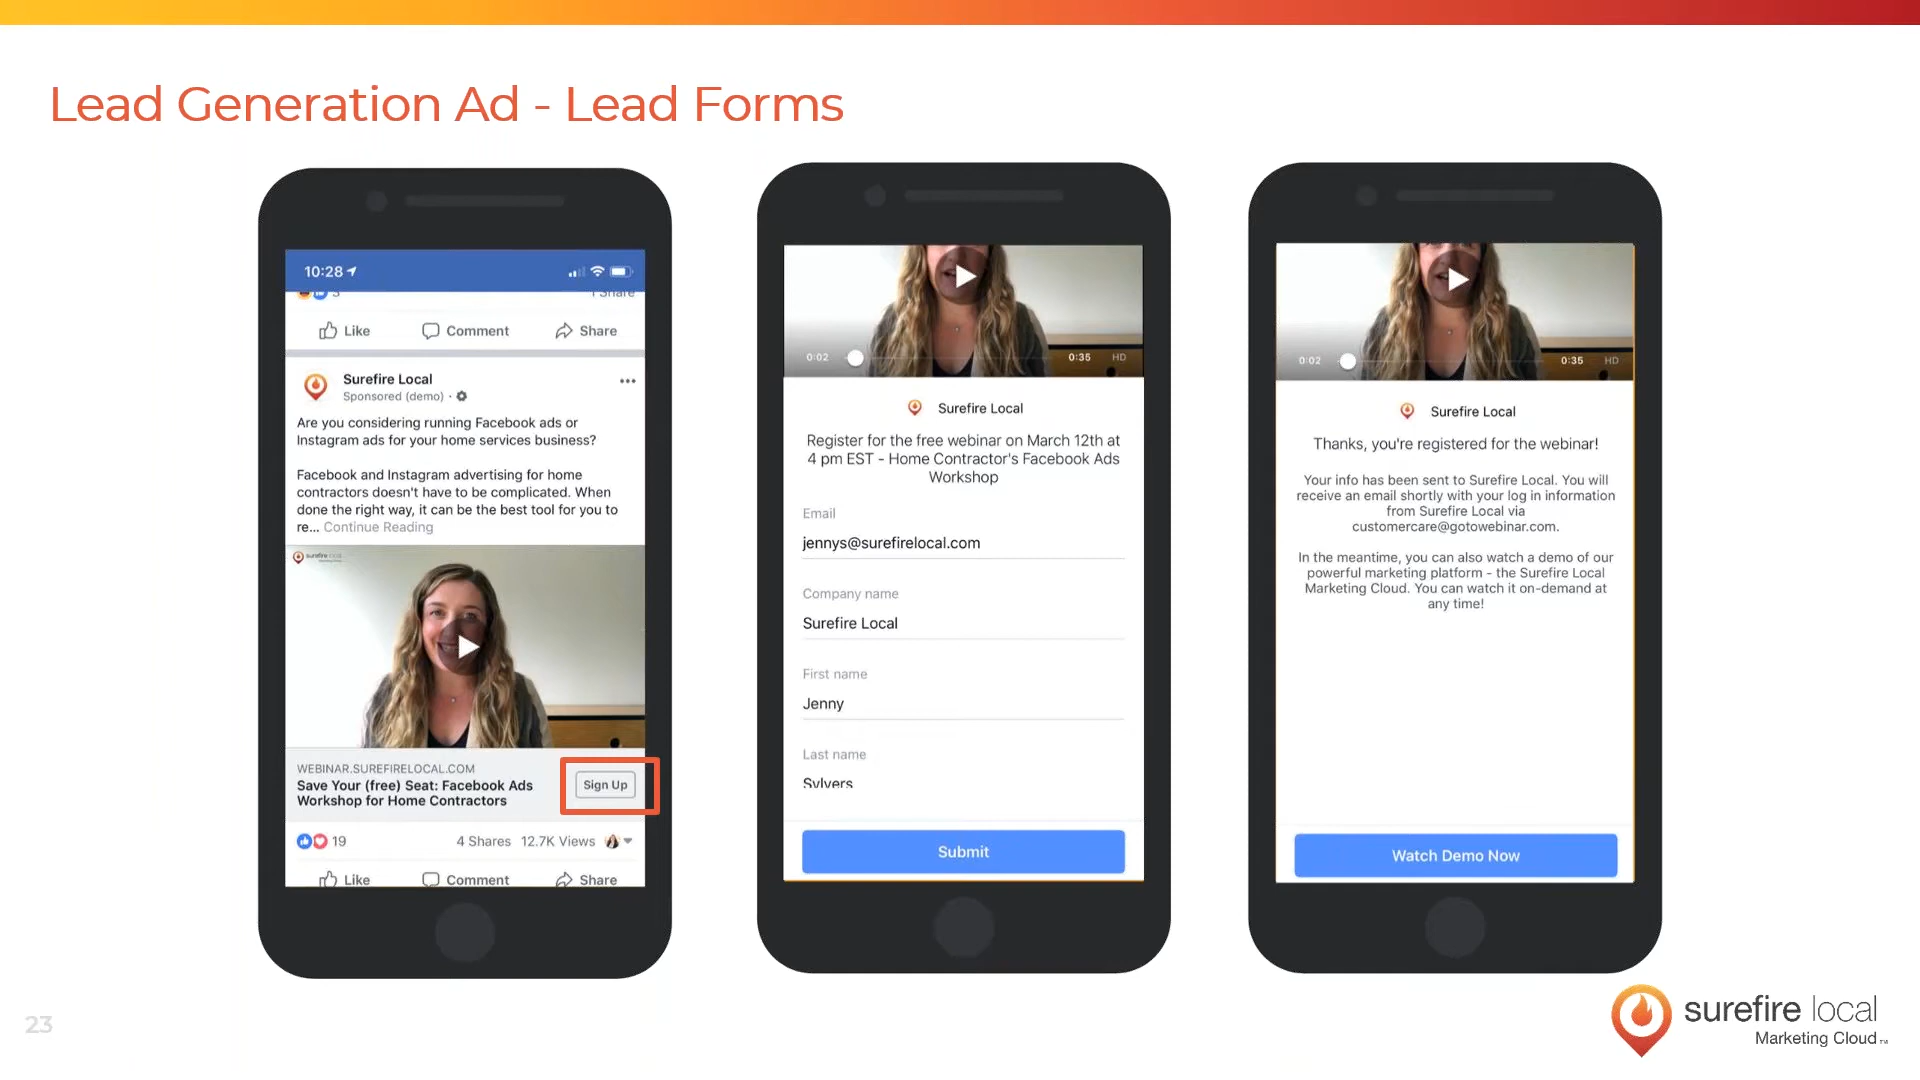 Lead Generation Ad - Lead Forms
10:28
3
1 Share
Like Comment Share
Surefire Local
Sponsored (demo) ·
Are you considering running Facebook ads or
Instagram ads for your home services business?
Facebook and Instagram advertising for home
contractors doesn't have to be complicated. When
done the right way, it can be the best tool for you to
re... Continue Reading
surefire local
Marketing Cloud
WEBINAR.SUREFIRELOCAL.COM
Save Your (free) Seat: Facebook Ads
Workshop for Home Contractors
Sign Up
19 4 Shares 12.7K Views
Like Comment Share
0:02 0:35 HD
Surefire Local
Register for the free webinar on March 12th at
4 pm EST - Home Contractor's Facebook Ads
Workshop
Email
jennys@surefirelocal.com
Company name
Surefire Local
First name
Jenny
Last name
Sylvers
Submit
0:02 0:35 HD
Surefire Local
Thanks, you're registered for the webinar!
Your info has been sent to Surefire Local. You will
receive an email shortly with your log in information
from Surefire Local via
customercare@gotowebinar.com.
In the meantime, you can also watch a demo of our
powerful marketing platform - the Surefire Local
Marketing Cloud. You can watch it on-demand at
any time!
Watch Demo Now
23
surefire local
Marketing Cloud™